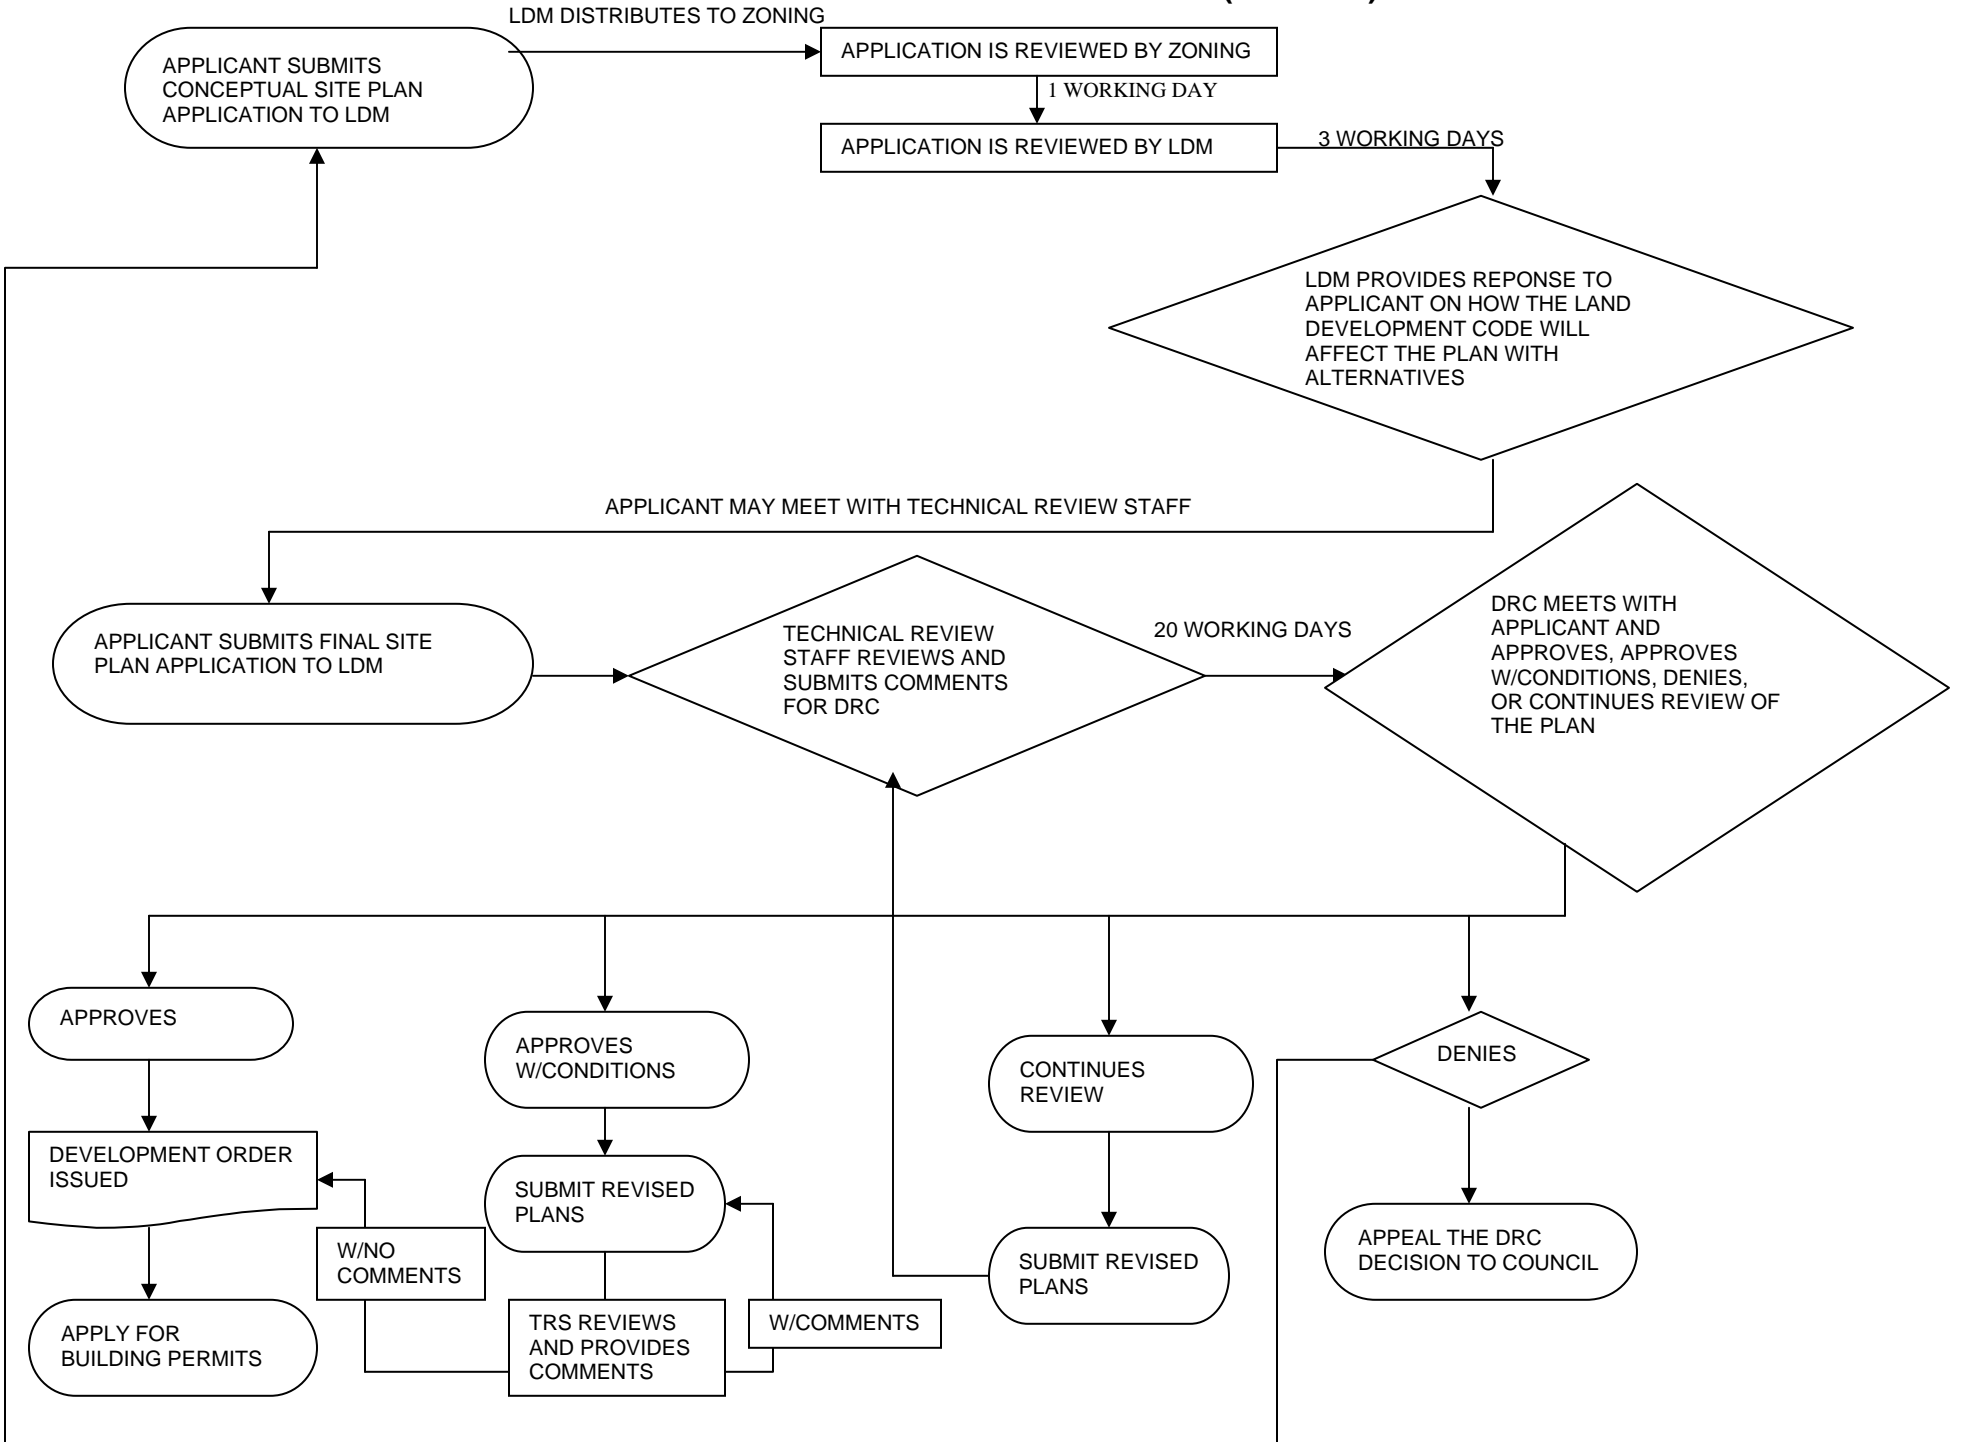 LDM DISTRIBUTES TO ZONING
APPLICANT SUBMITS
CONCEPTUAL SITE PLAN
APPLICATION TO LDM
APPLICATION IS REVIEWED BY ZONING
1 WORKING DAY
APPLICATION IS REVIEWED BY LDM
3 WORKING DAYS
LDM PROVIDES REPONSE TO
APPLICANT ON HOW THE LAND
DEVELOPMENT CODE WILL
AFFECT THE PLAN WITH
ALTERNATIVES
APPLICANT MAY MEET WITH TECHNICAL REVIEW STAFF
APPLICANT SUBMITS FINAL SITE
PLAN APPLICATION TO LDM
TECHNICAL REVIEW
STAFF REVIEWS AND
SUBMITS COMMENTS
FOR DRC
20 WORKING DAYS
DRC MEETS WITH
APPLICANT AND
APPROVES, APPROVES
W/CONDITIONS, DENIES,
OR CONTINUES REVIEW OF
THE PLAN
APPROVES
APPROVES
W/CONDITIONS
CONTINUES
REVIEW
DENIES
DEVELOPMENT ORDER
ISSUED
SUBMIT REVISED
PLANS
W/NO
COMMENTS
SUBMIT REVISED
PLANS
APPEAL THE DRC
DECISION TO COUNCIL
APPLY FOR
BUILDING PERMITS
TRS REVIEWS
AND PROVIDES
COMMENTS
W/COMMENTS